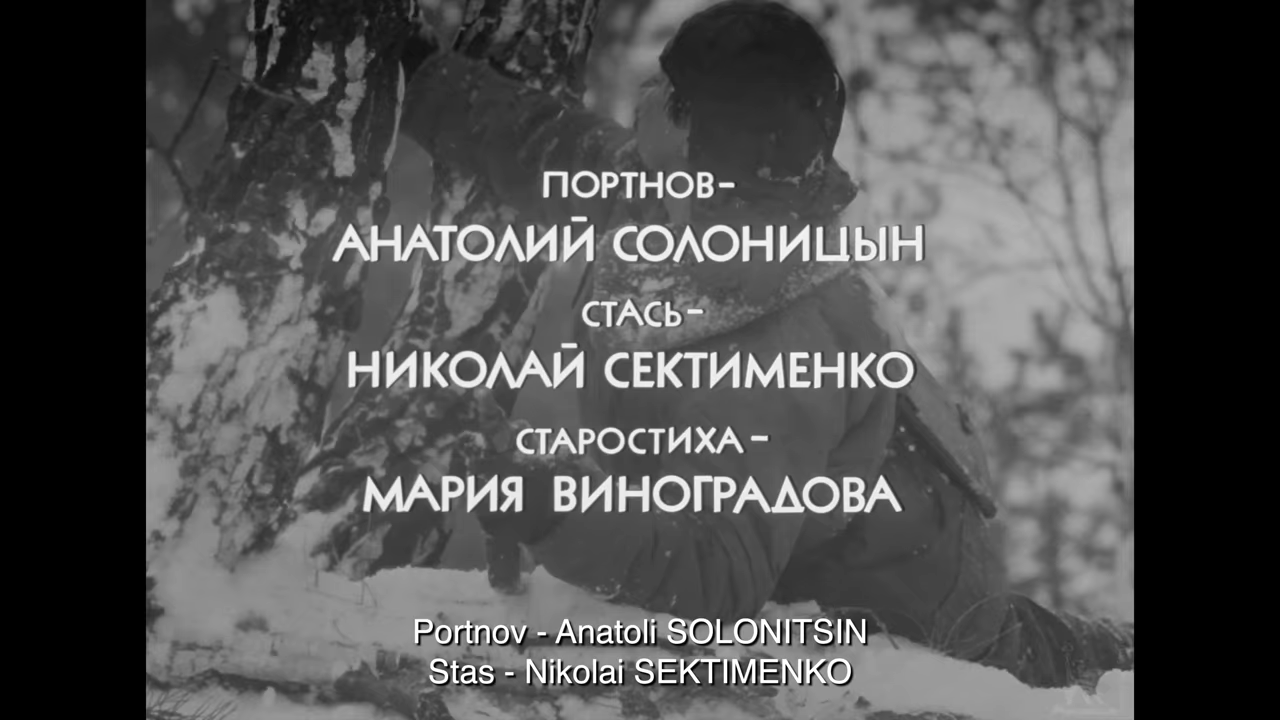 ПОРТНОВ-
АНАТОЛИЙ СОЛОНИЦЫН
СТАСЬ-
НИКОЛАЙ СЕКТИМЕНКО
СТАРОСТИХА-
МАРИЯ ВИНОГРАДОВА
Portnov - Anatoli SOLONITSIN
Stas - Nikolai SEKTIMENKO